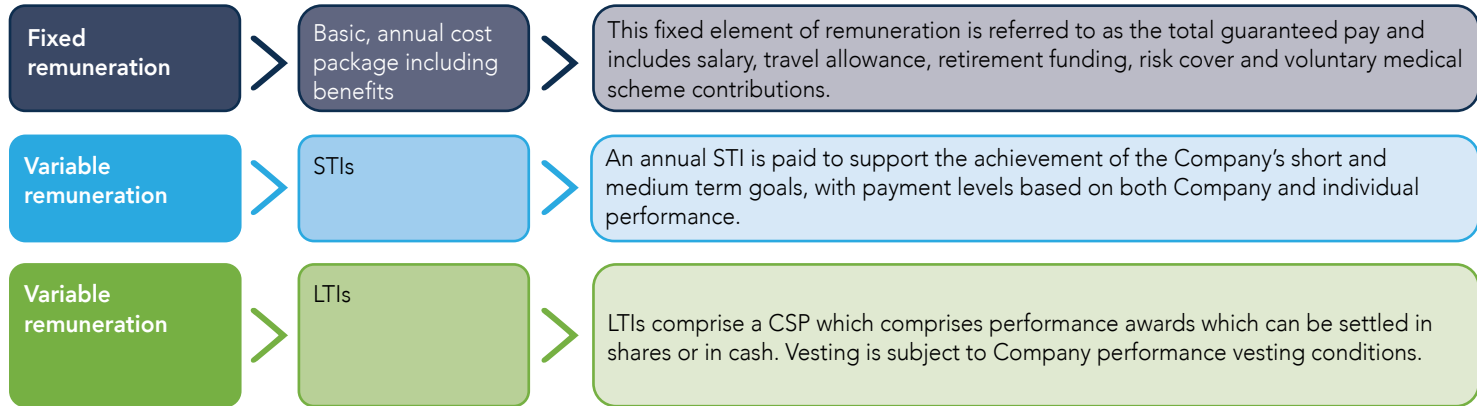 Fixed
remuneration
Basic, annual cost
package including
benefits
This fixed element of remuneration is referred to as the total guaranteed pay and
includes salary, travel allowance, retirement funding, risk cover and voluntary medical
scheme contributions.
Variable
remuneration
STIs
An annual STI is paid to support the achievement of the Company’s short and
medium term goals, with payment levels based on both Company and individual
performance.
Variable
remuneration
LTIs
LTIs comprise a CSP which comprises performance awards which can be settled in
shares or in cash. Vesting is subject to Company performance vesting conditions.